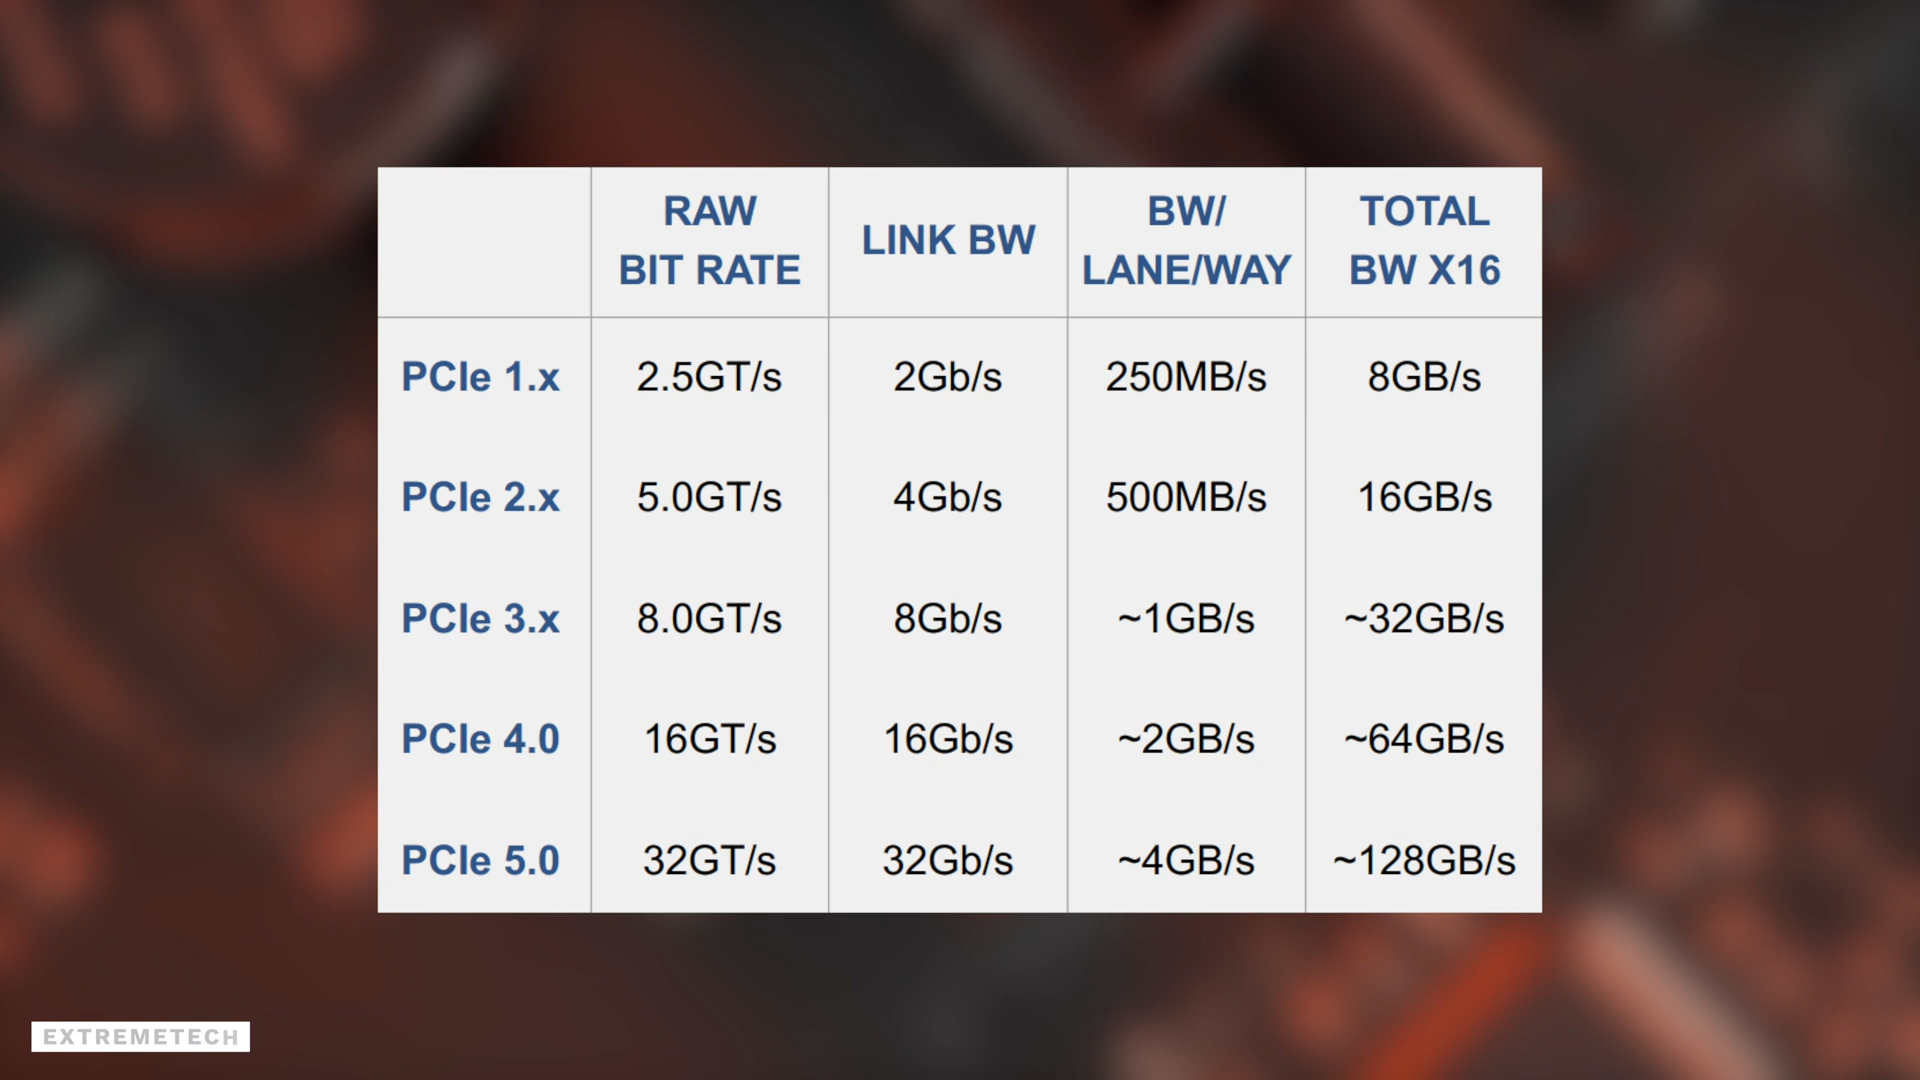 RAW BIT RATE LINK BW BW/ LANE/WAY TOTAL BW X16
PCIe 1.x 2.5GT/s 2Gb/s 250MB/s 8GB/s
PCIe 2.x 5.0GT/s 4Gb/s 500MB/s 16GB/s
PCIe 3.x 8.0GT/s 8Gb/s ~1GB/s ~32GB/s
PCIe 4.0 16GT/s 16Gb/s ~2GB/s ~64GB/s
PCIe 5.0 32GT/s 32Gb/s ~4GB/s ~128GB/s
EXTREMETECH